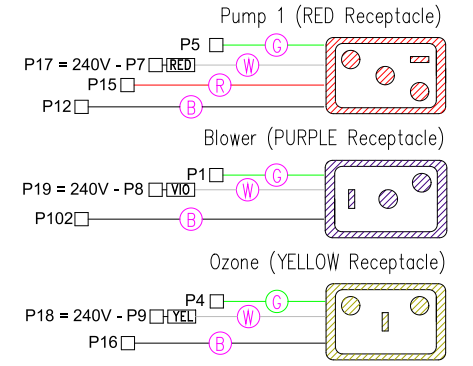 Pump 1 (RED Receptacle)
P5 G
P17 = 240V - P7 RED W
P15 R
P12 B
Blower (PURPLE Receptacle)
P1 G
P19 = 240V - P8 VIO W
P102 B
Ozone (YELLOW Receptacle)
P4 G
P18 = 240V - P9 YEL W
P16 B